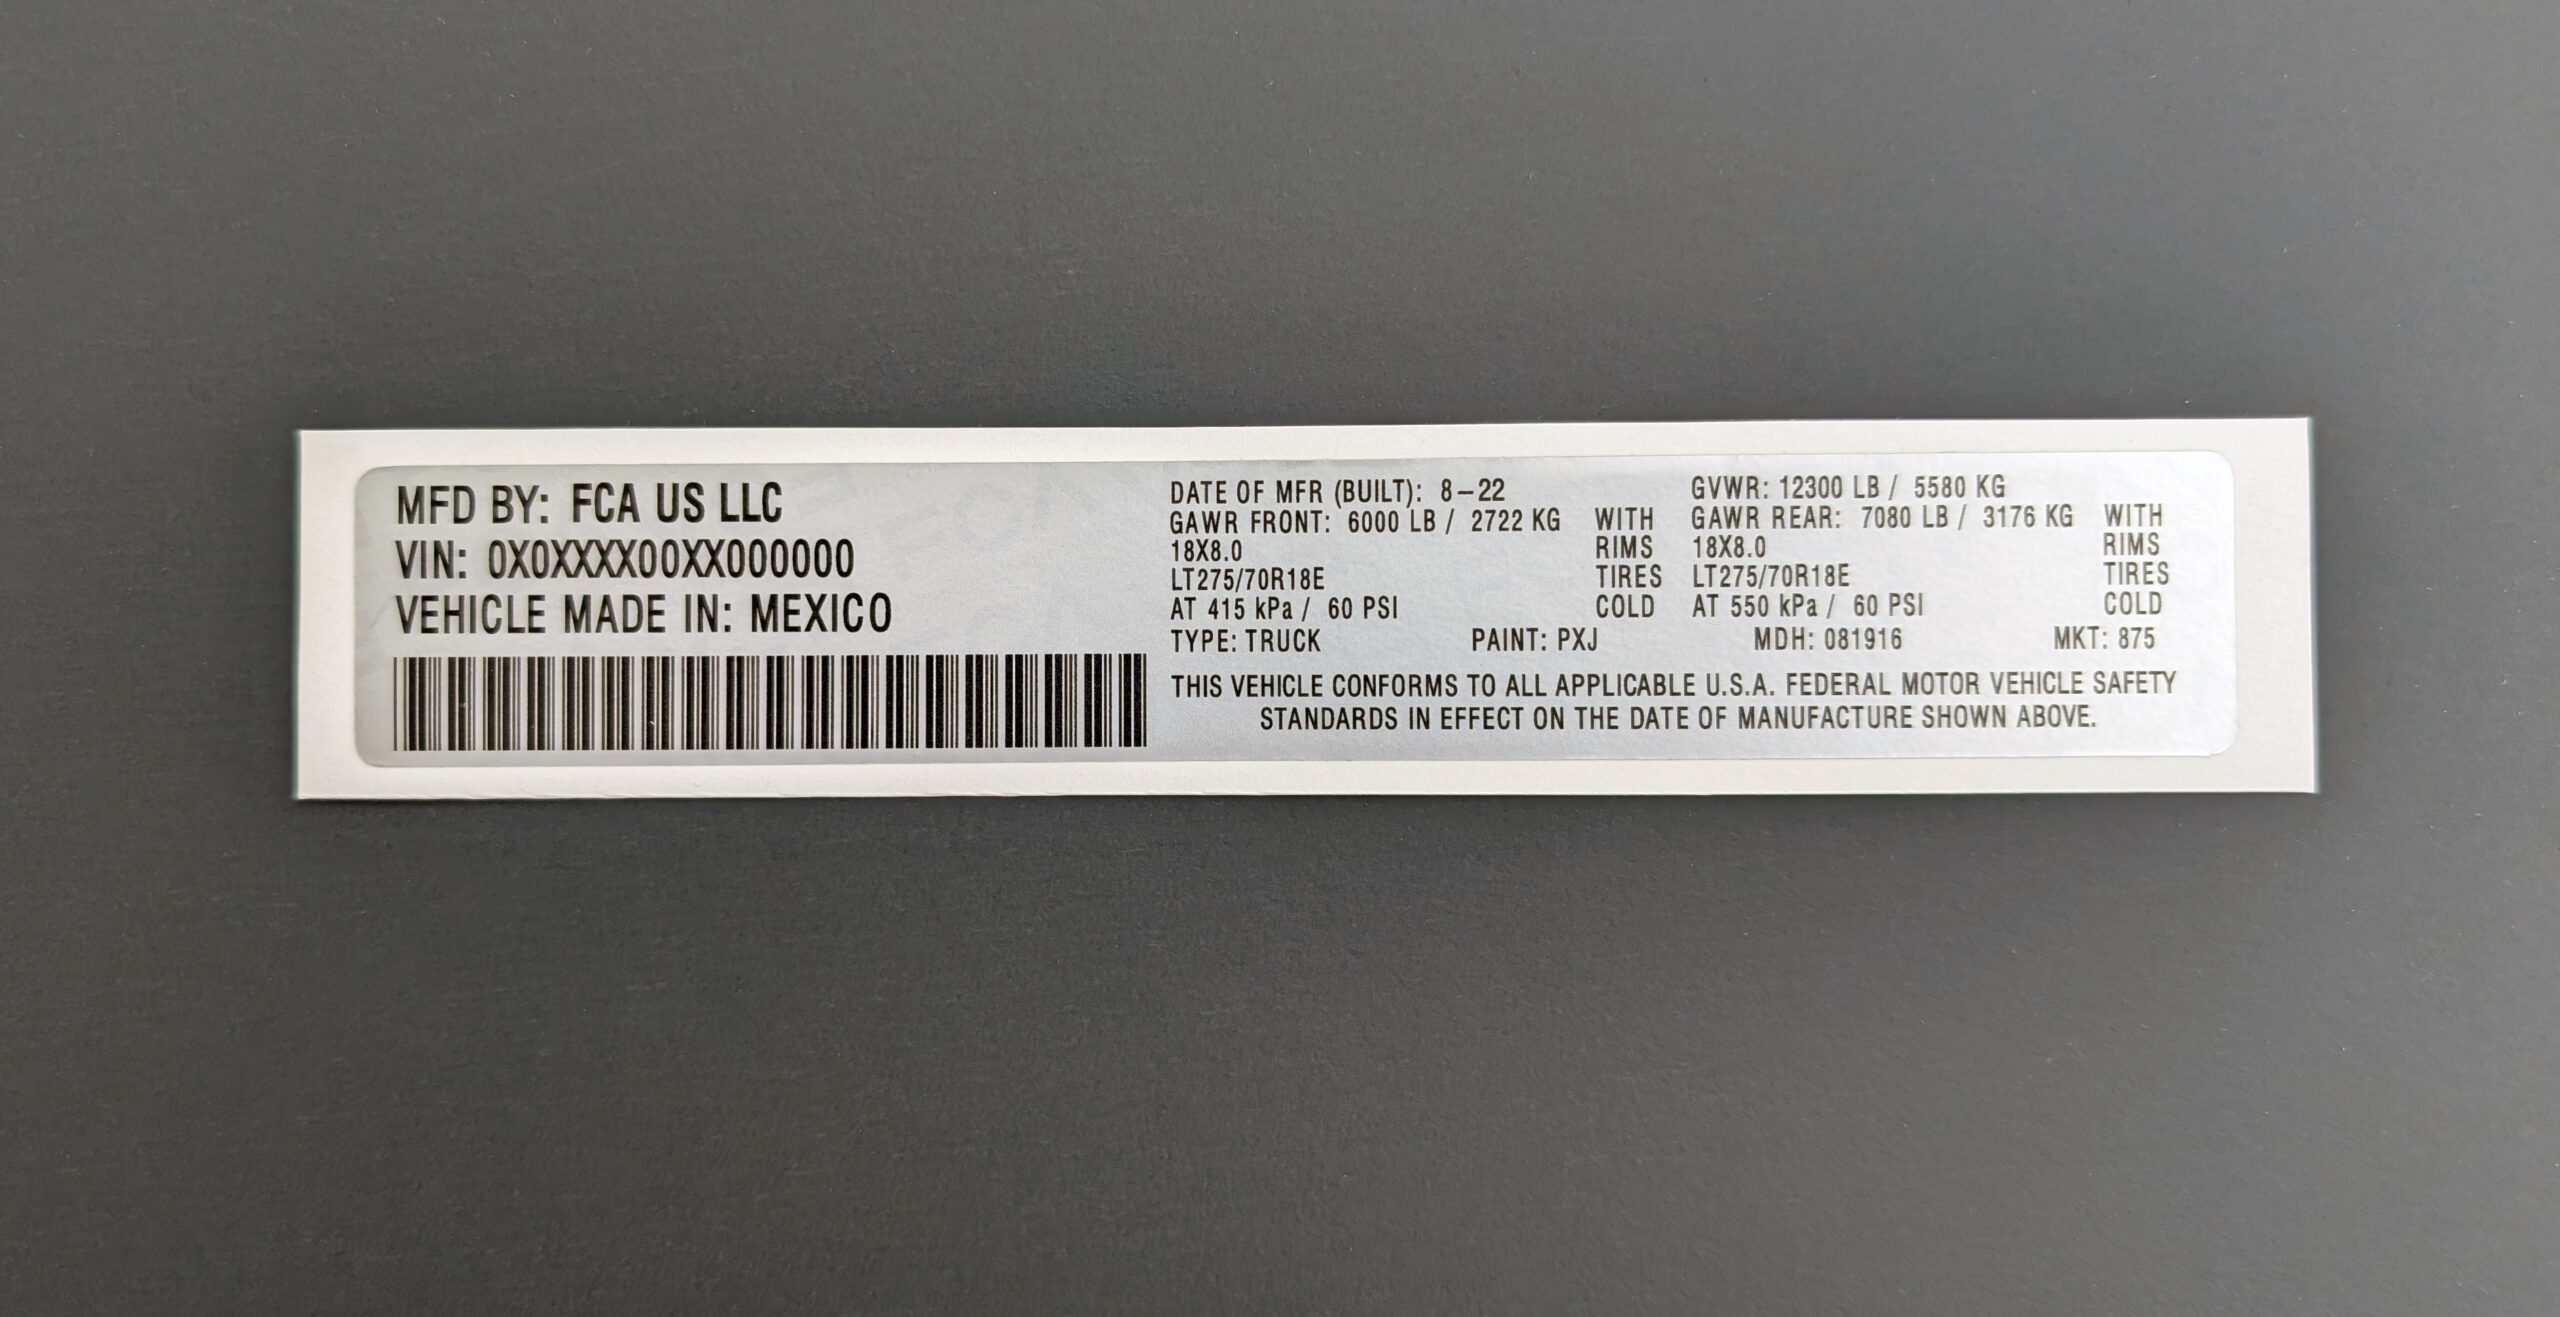 MFD BY: FCA US LLC
VIN: 0X0XXXX00XX000000
VEHICLE MADE IN: MEXICO
DATE OF MFR (BUILT): 8-22 GVWR: 12300 LB / 5580 KG
GAWR FRONT: 6000 LB / 2722 KG WITH GAWR REAR: 7080 LB / 3176 KG WITH
18X8.0 RIMS 18X8.0 RIMS
LT275/70R18E TIRES LT275/70R18E TIRES
AT 415 kPa / 60 PSI COLD AT 550 kPa / 60 PSI COLD
TYPE: TRUCK PAINT: PXJ MDH: 081916 MKT: 875
THIS VEHICLE CONFORMS TO ALL APPLICABLE U.S.A. FEDERAL MOTOR VEHICLE SAFETY
STANDARDS IN EFFECT ON THE DATE OF MANUFACTURE SHOWN ABOVE.